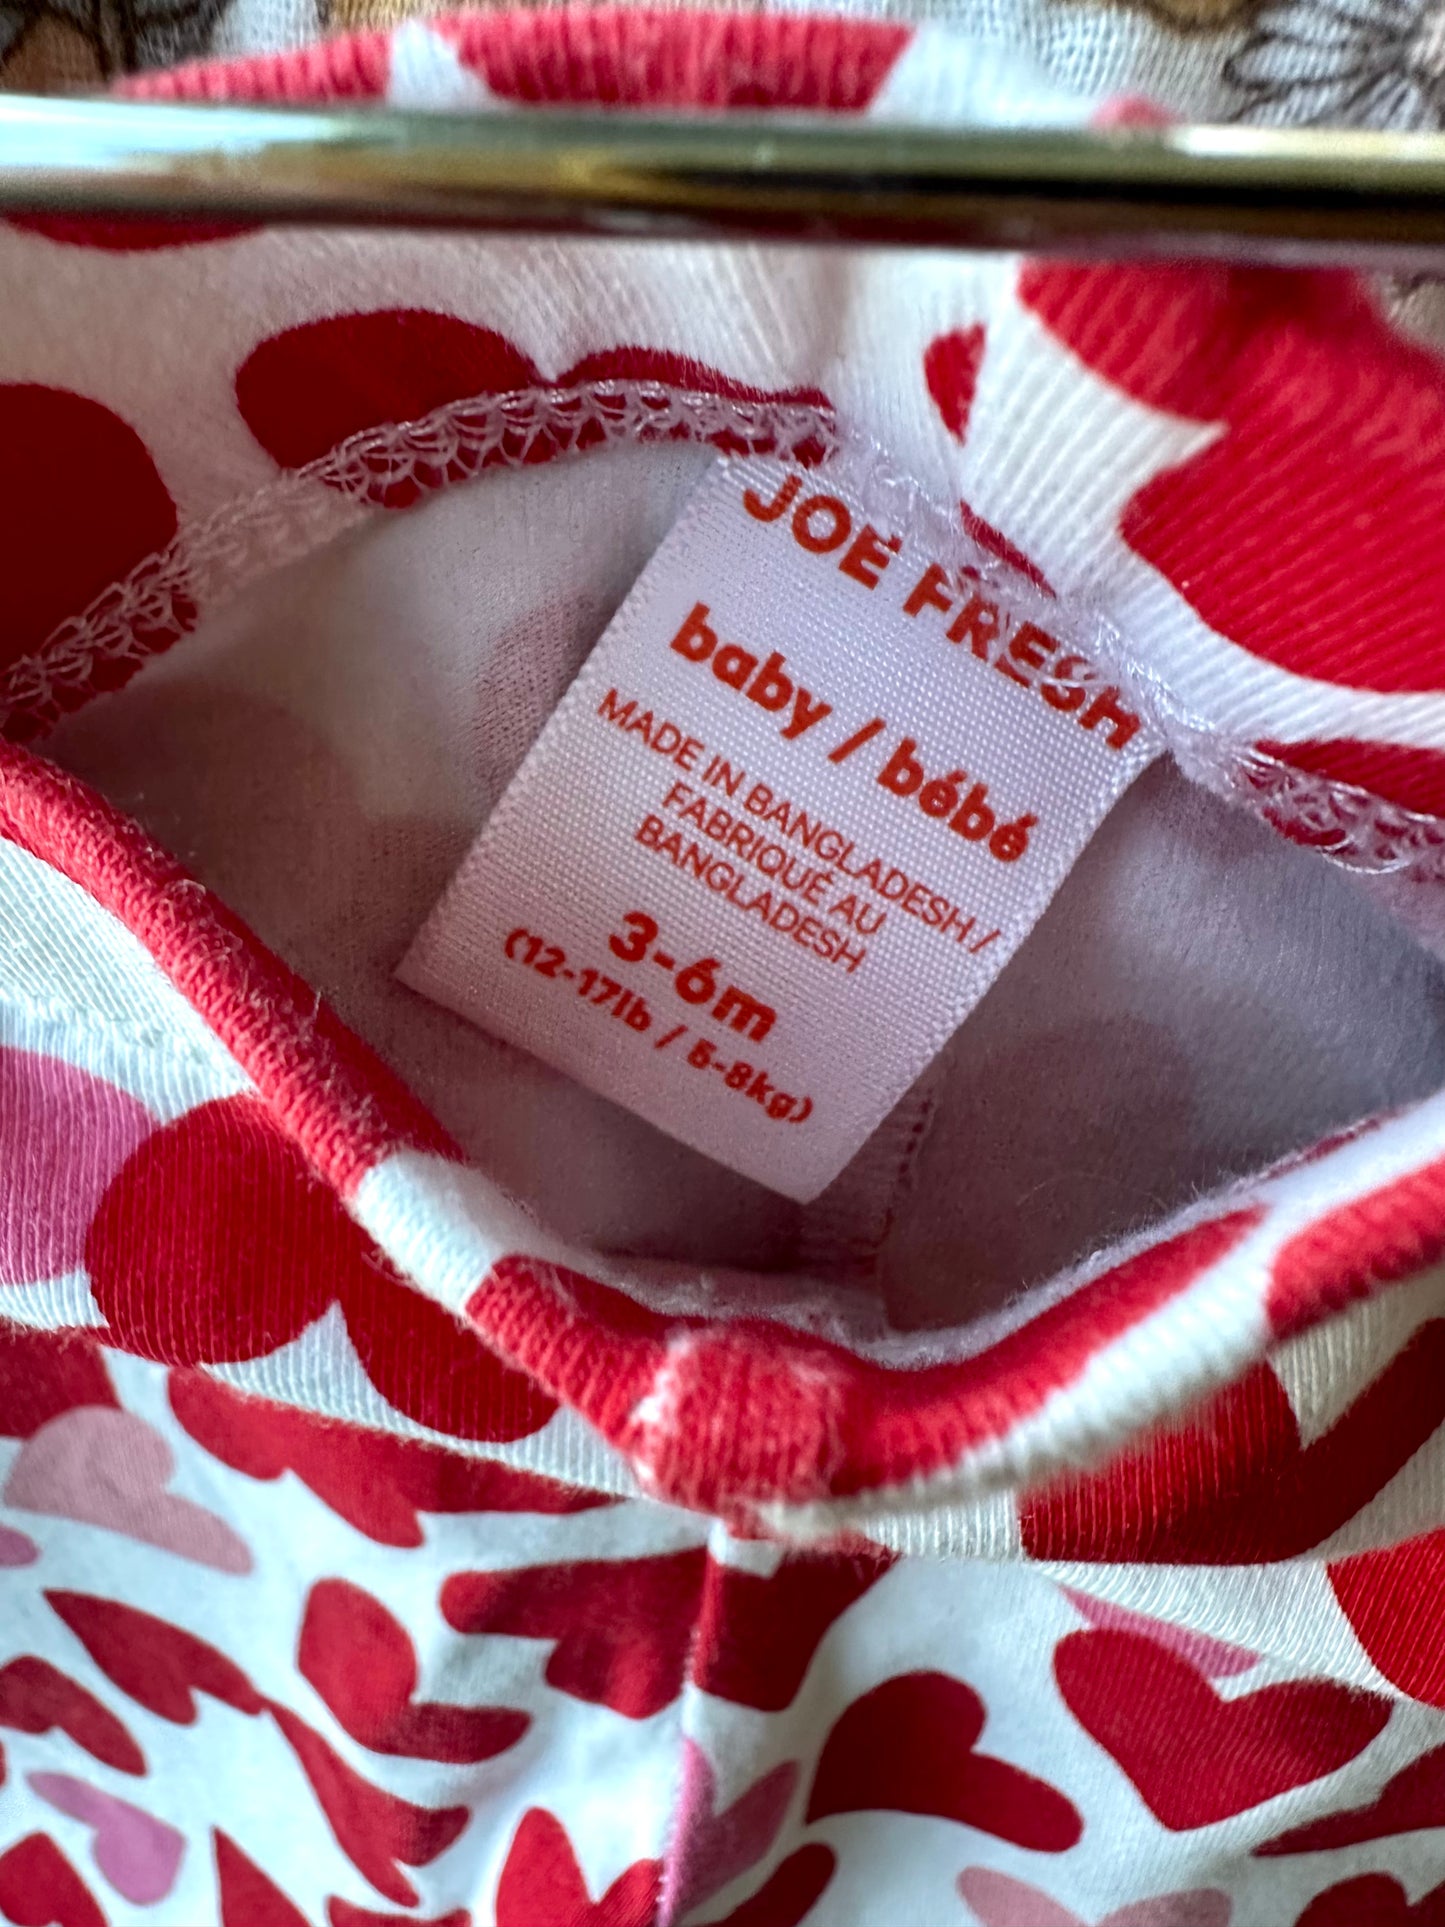 JOE FRESH
baby / bébé
MADE IN BANGLADESH /
FABRIQUÉ AU
BANGLADESH
3-6m
(12-17lb / 5-8kg)